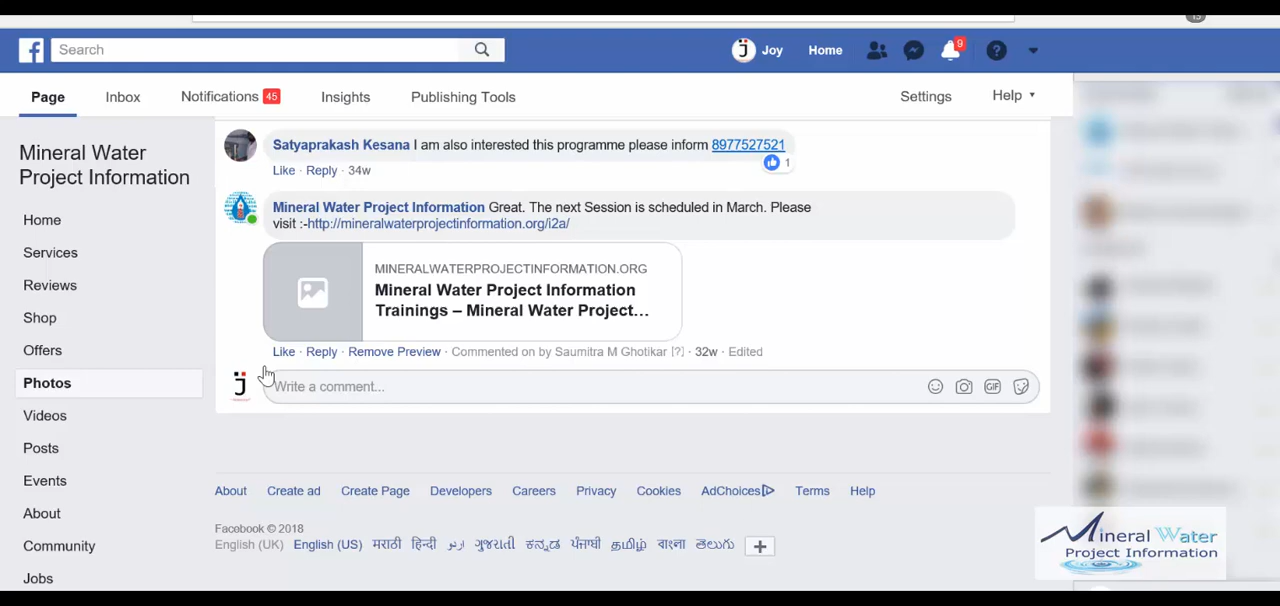 15
Search
Joy Home 9
Page Inbox Notifications 45 Insights Publishing Tools Settings Help
Mineral Water
Project Information
Home
Services
Reviews
Shop
Offers
Photos
Videos
Posts
Events
About
Community
Jobs
Satyaprakash Kesana I am also interested this programme please inform 8977527521
1
Like · Reply · 34w
Mineral Water Project Information Great. The next Session is scheduled in March. Please
visit :-http://mineralwaterprojectinformation.org/i2a/
MINERALWATERPROJECTINFORMATION.ORG
Mineral Water Project Information
Trainings – Mineral Water Project...
Like · Reply · Remove Preview · Commented on by Saumitra M Ghotikar [?] · 32w · Edited
J Write a comment... GIF
About Create ad Create Page Developers Careers Privacy Cookies AdChoices Terms Help
Facebook © 2018
English (UK) English (US) मराठी हिन्दी اردو ગુજરાતી ಕನ್ನಡ ਪੰਜਾਬੀ தமிழ் বাংলা తెలుగు +
Mineral Water
Project Information